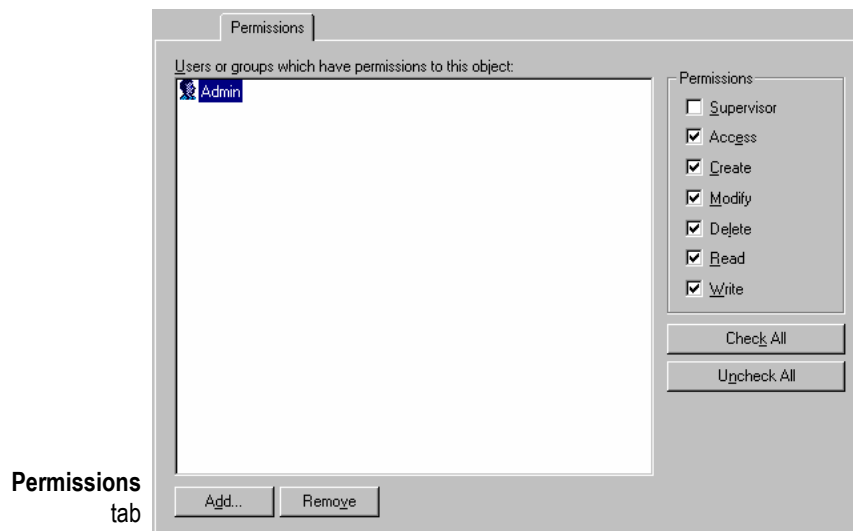 Permissions
Users or groups which have permissions to this object:
Admin
Permissions
Supervisor
Access
Create
Modify
Delete
Read
Write
Check All
Uncheck All
Add...
Remove
Permissions
tab